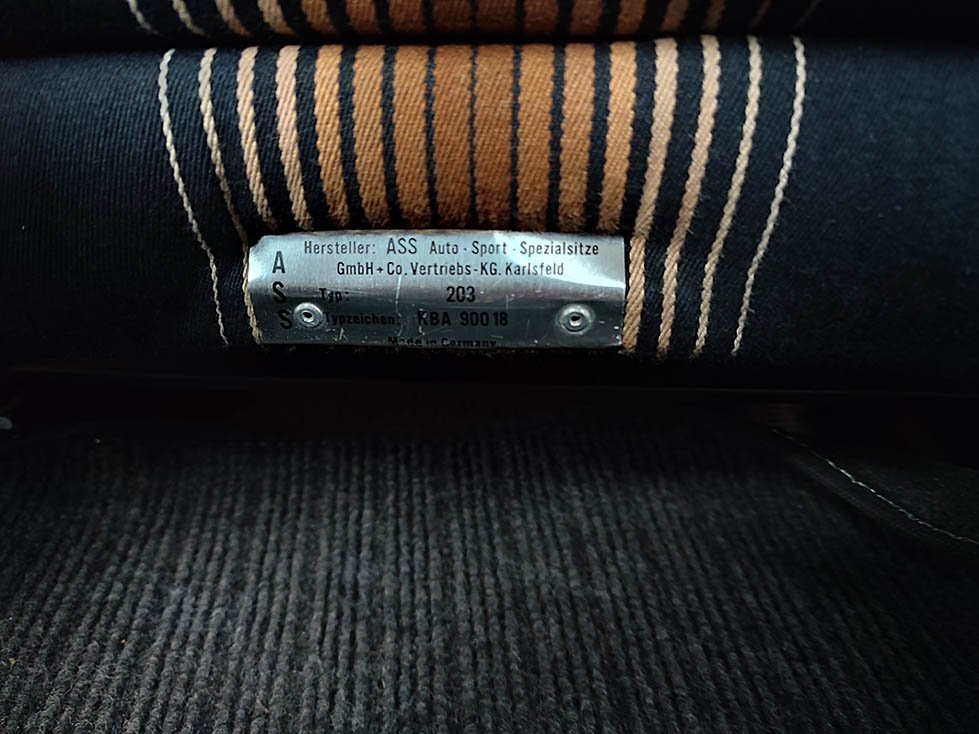 A
S
S
Hersteller: ASS Auto - Sport - Spezialsitze
GmbH + Co. Vertriebs - KG. Karlsfeld
Typ: 203
Typzeichen: KBA 90018
Made in Germany